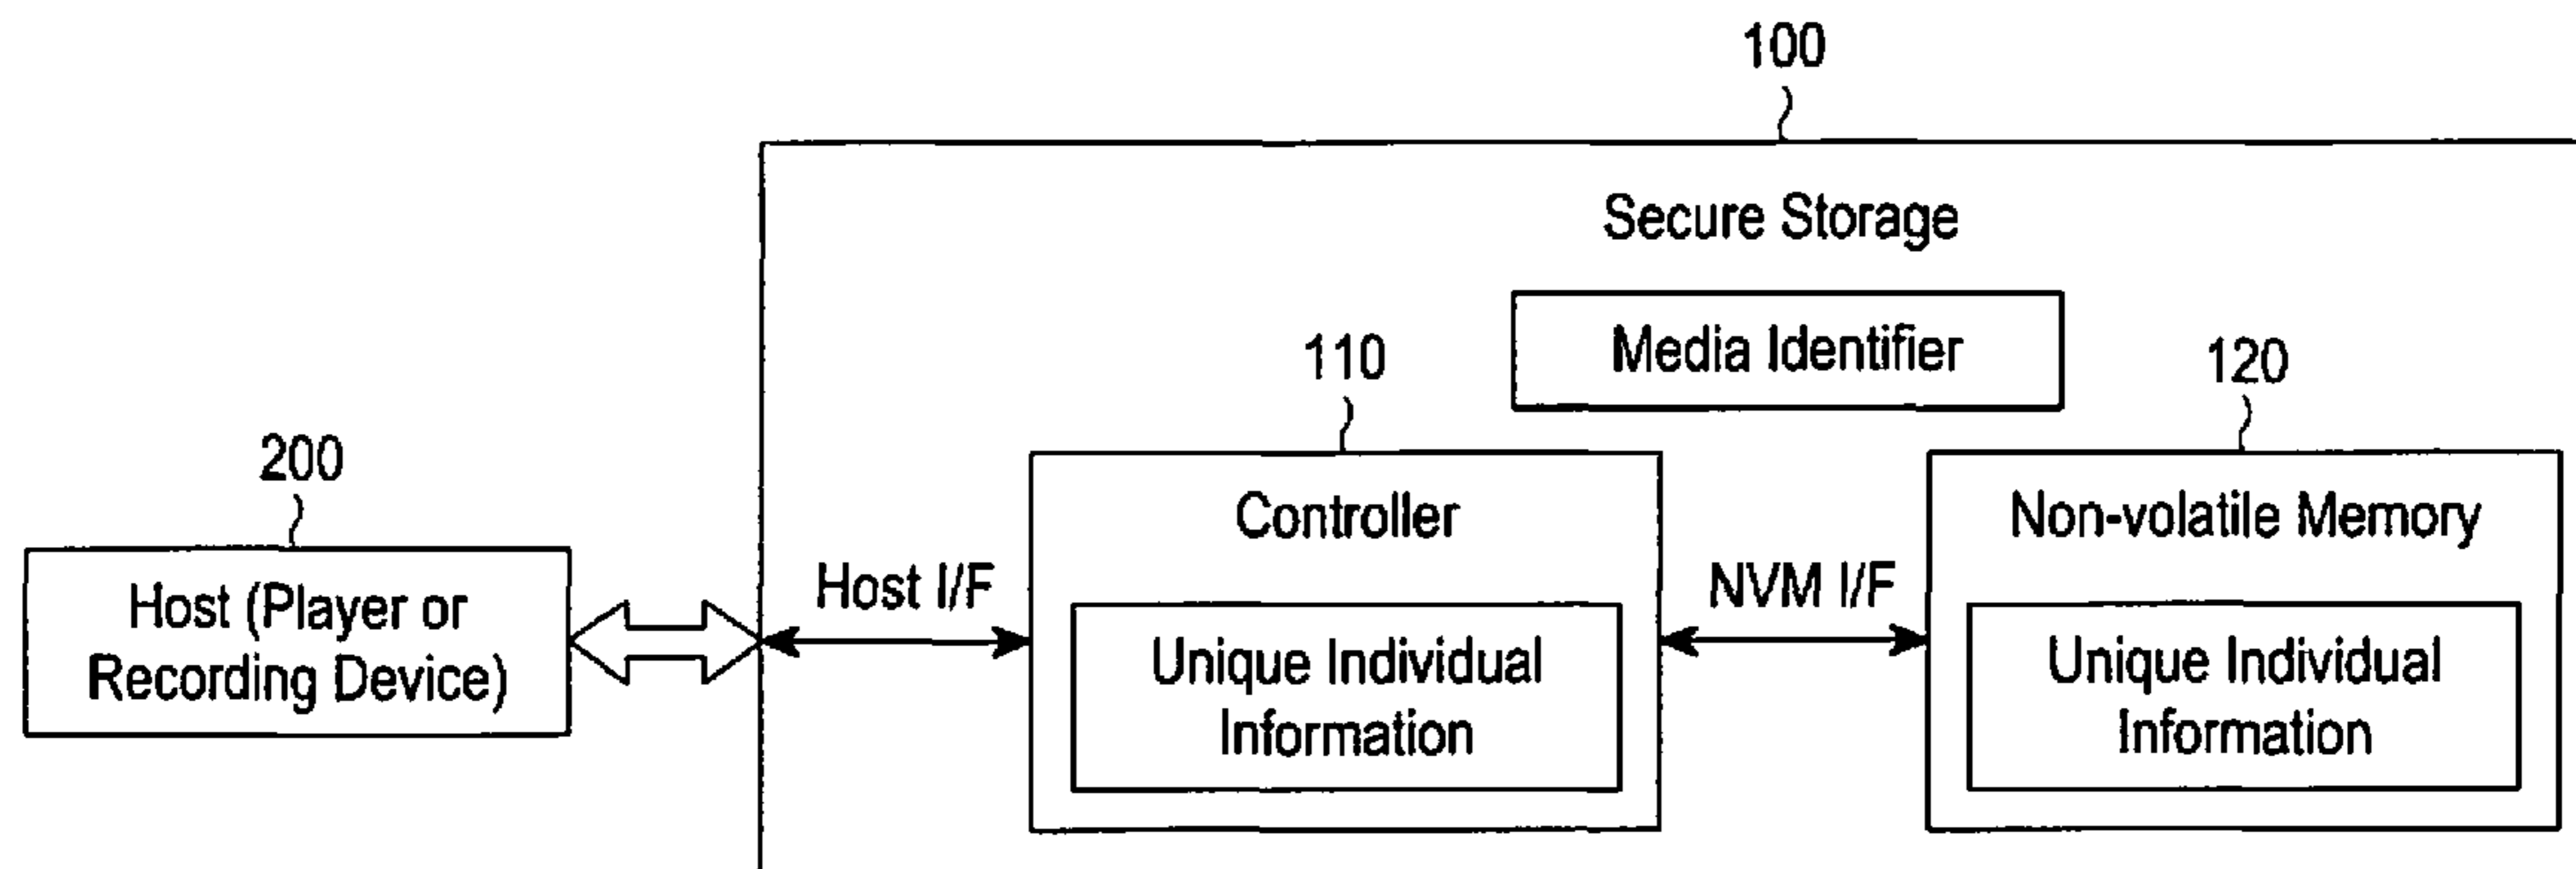 100
Secure Storage
Media Identifier
110
120
200
Controller
Non-volatile Memory
Host (Player or
Recording Device)
Host I/F
NVM I/F
Unique Individual
Information
Unique Individual
Information